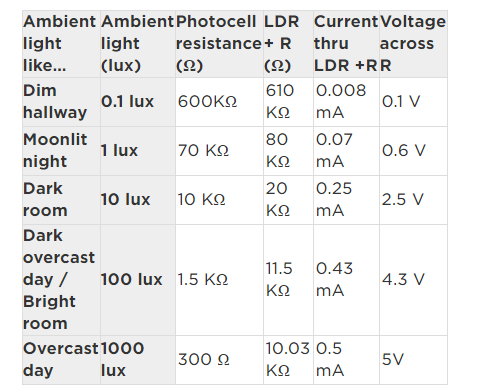 Ambient light like... Ambient light (lux) Photocell resistance (Ω) LDR + R (Ω) Current thru LDR +R Voltage across R
Dim hallway 0.1 lux 600KΩ 610 KΩ 0.008 mA 0.1 V
Moonlit night 1 lux 70 KΩ 80 KΩ 0.07 mA 0.6 V
Dark room 10 lux 10 KΩ 20 KΩ 0.25 mA 2.5 V
Dark overcast day / Bright room 100 lux 1.5 KΩ 11.5 KΩ 0.43 mA 4.3 V
Overcast day 1000 lux 300 Ω 10.03 KΩ 0.5 mA 5V